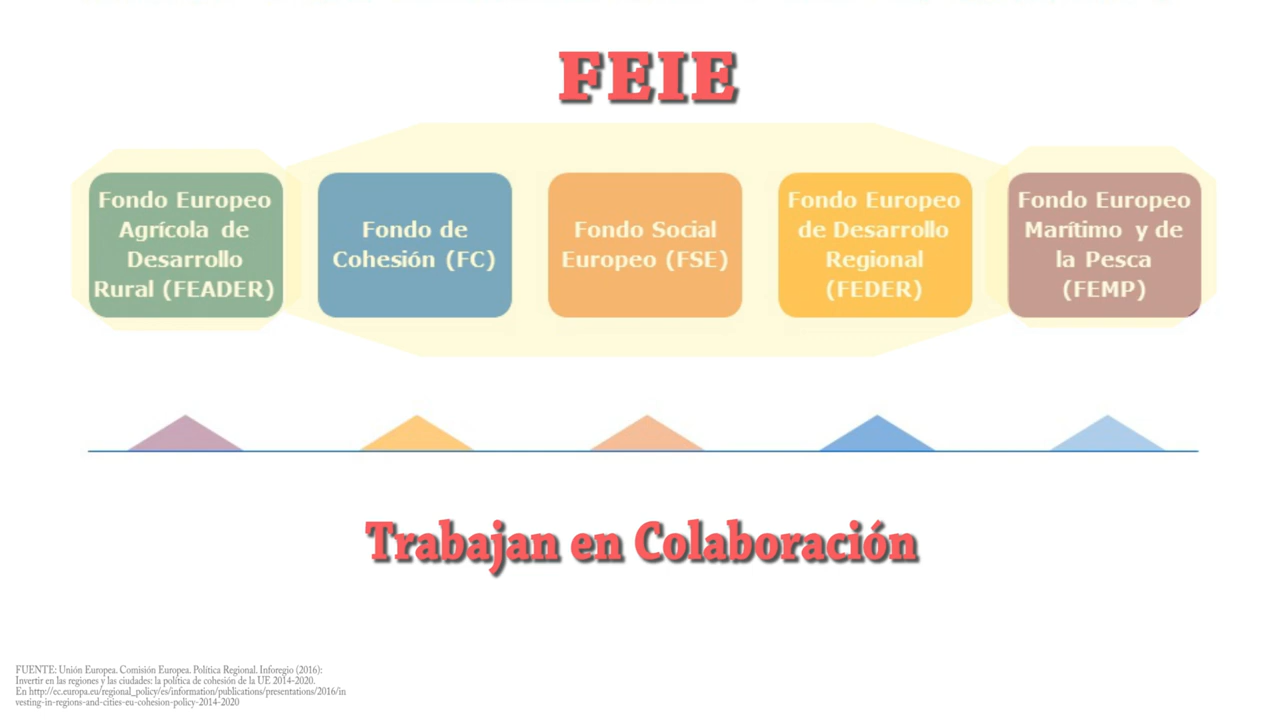 FEIE
Fondo Europeo
Agrícola de
Desarrollo
Rural (FEADER)
Fondo de
Cohesión (FC)
Fondo Social
Europeo (FSE)
Fondo Europeo
de Desarrollo
Regional
(FEDER)
Fondo Europeo
Marítimo y de
la Pesca
(FEMP)
Trabajan en Colaboración
FUENTE: Unión Europea. Comisión Europea. Política Regional. Inforegio (2016):
Invertir en las regiones y las ciudades: la política de cohesión de la UE 2014-2020.
En http://ec.europa.eu/regional_policy/es/information/publications/presentations/2016/in
vesting-in-regions-and-cities-eu-cohesion-policy-2014-2020